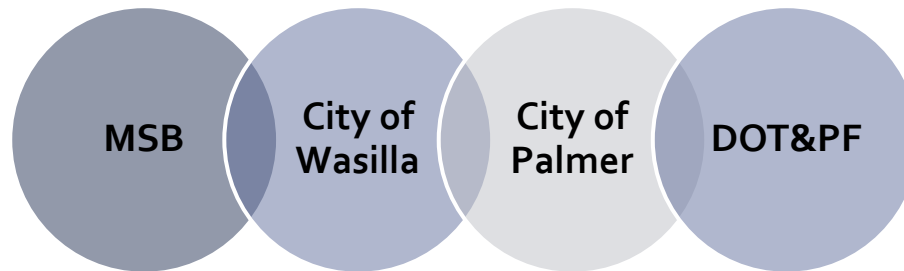 MSB
City of
Wasilla
City of
Palmer
DOT&PF